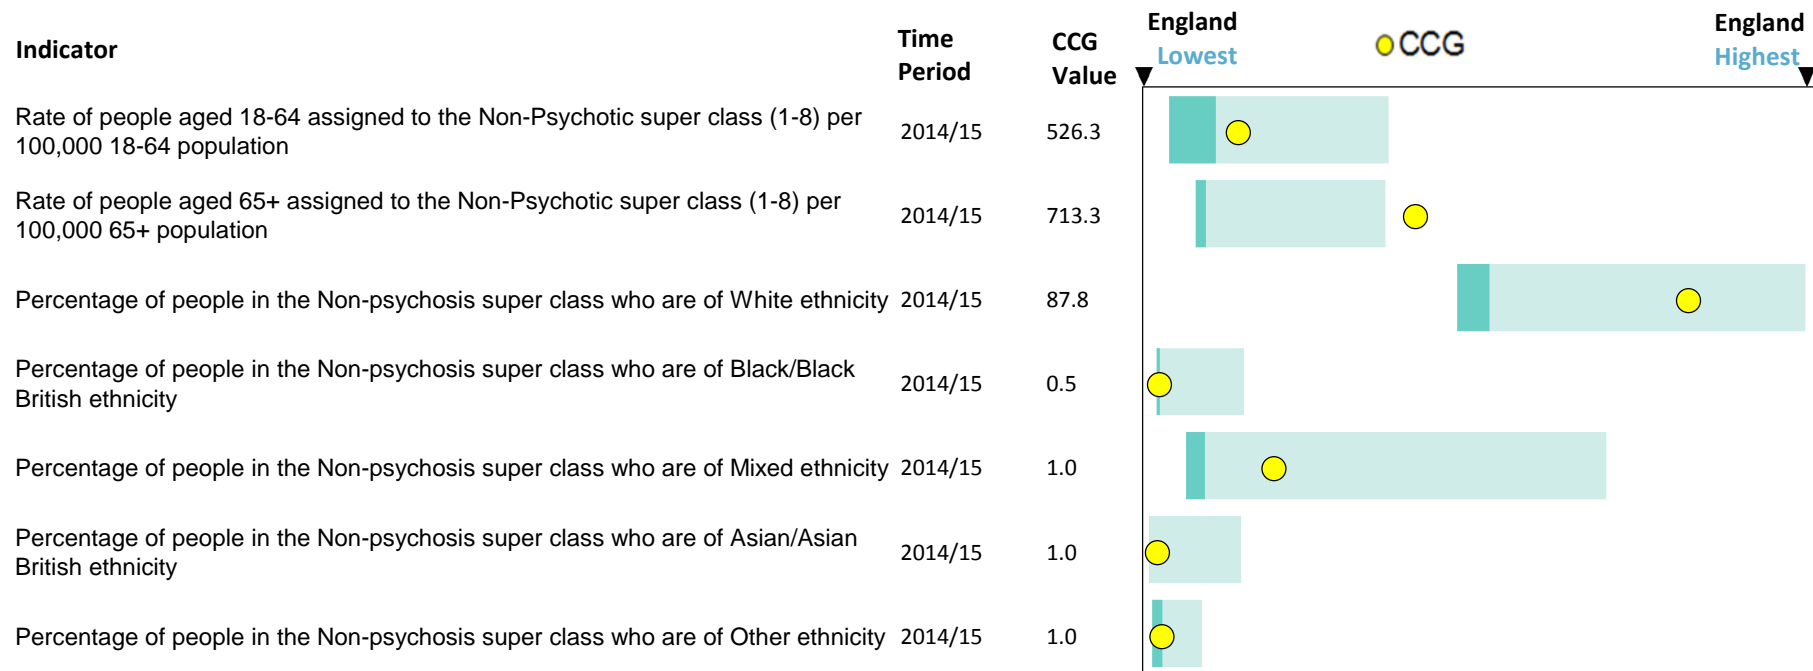 Indicator
Time
Period
CCG
Value
England
Lowest
CCG
England
Highest
Rate of people aged 18-64 assigned to the Non-Psychotic super class (1-8) per
100,000 18-64 population
2014/15
526.3
Rate of people aged 65+ assigned to the Non-Psychotic super class (1-8) per
100,000 65+ population
2014/15
713.3
Percentage of people in the Non-psychosis super class who are of White ethnicity
2014/15
87.8
Percentage of people in the Non-psychosis super class who are of Black/Black
British ethnicity
2014/15
0.5
Percentage of people in the Non-psychosis super class who are of Mixed ethnicity
2014/15
1.0
Percentage of people in the Non-psychosis super class who are of Asian/Asian
British ethnicity
2014/15
1.0
Percentage of people in the Non-psychosis super class who are of Other ethnicity
2014/15
1.0